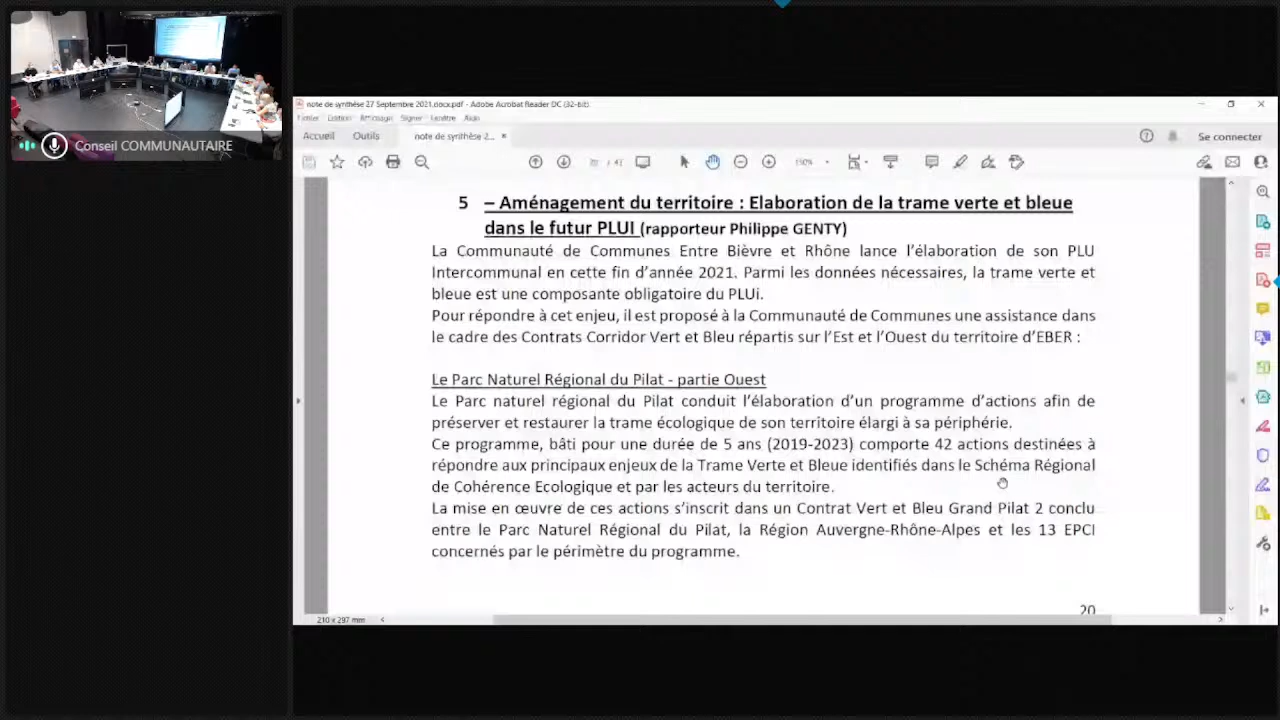 Conseil COMMUNAUTAIRE
note de synthèse 27 Septembre 2021.docx.pdf - Adobe Acrobat Reader DC (32-bit)
Fichier Edition Affichage Signer Fenêtre Aide
Accueil Outils note de synthèse 2... × Se connecter
/ 41
5 – Aménagement du territoire : Elaboration de la trame verte et bleue
dans le futur PLUI (rapporteur Philippe GENTY)
La Communauté de Communes Entre Bièvre et Rhône lance l'élaboration de son PLU
Intercommunal en cette fin d'année 2021. Parmi les données nécessaires, la trame verte et
bleue est une composante obligatoire du PLUi.
Pour répondre à cet enjeu, il est proposé à la Communauté de Communes une assistance dans
le cadre des Contrats Corridor Vert et Bleu répartis sur l'Est et l'Ouest du territoire d'EBER :
Le Parc Naturel Régional du Pilat - partie Ouest
Le Parc naturel régional du Pilat conduit l'élaboration d'un programme d'actions afin de
préserver et restaurer la trame écologique de son territoire élargi à sa périphérie.
Ce programme, bâti pour une durée de 5 ans (2019-2023) comporte 42 actions destinées à
répondre aux principaux enjeux de la Trame Verte et Bleue identifiés dans le Schéma Régional
de Cohérence Ecologique et par les acteurs du territoire.
La mise en œuvre de ces actions s'inscrit dans un Contrat Vert et Bleu Grand Pilat 2 conclu
entre le Parc Naturel Régional du Pilat, la Région Auvergne-Rhône-Alpes et les 13 EPCI
concernés par le périmètre du programme.
20
210 x 297 mm